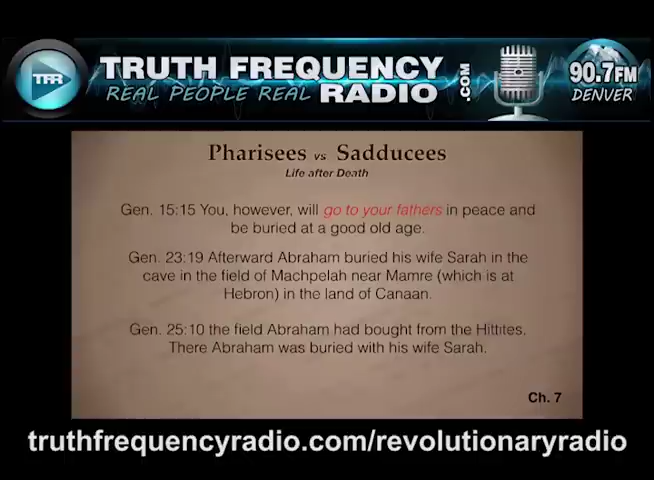 TFR
TRUTH FREQUENCY
REAL PEOPLE REAL RADIO
.COM
90.7FM
DENVER
Pharisees vs Sadducees
Life after Death
Gen. 15:15 You, however, will go to your fathers in peace and
be buried at a good old age.
Gen. 23:19 Afterward Abraham buried his wife Sarah in the
cave in the field of Machpelah near Mamre (which is at
Hebron) in the land of Canaan.
Gen. 25:10 the field Abraham had bought from the Hittites.
There Abraham was buried with his wife Sarah.
Ch. 7
truthfrequencyradio.com/revolutionaryradio